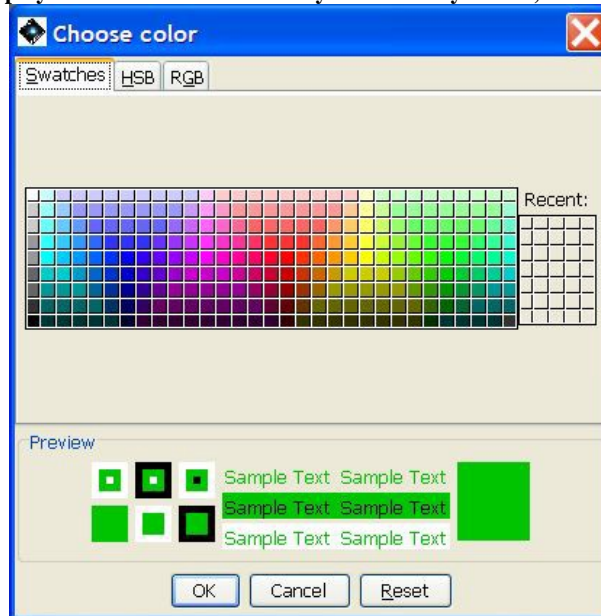 Choose color
Swatches HSB RGB
Recent:
Preview
Sample Text Sample Text
Sample Text Sample Text
Sample Text Sample Text
OK Cancel Reset